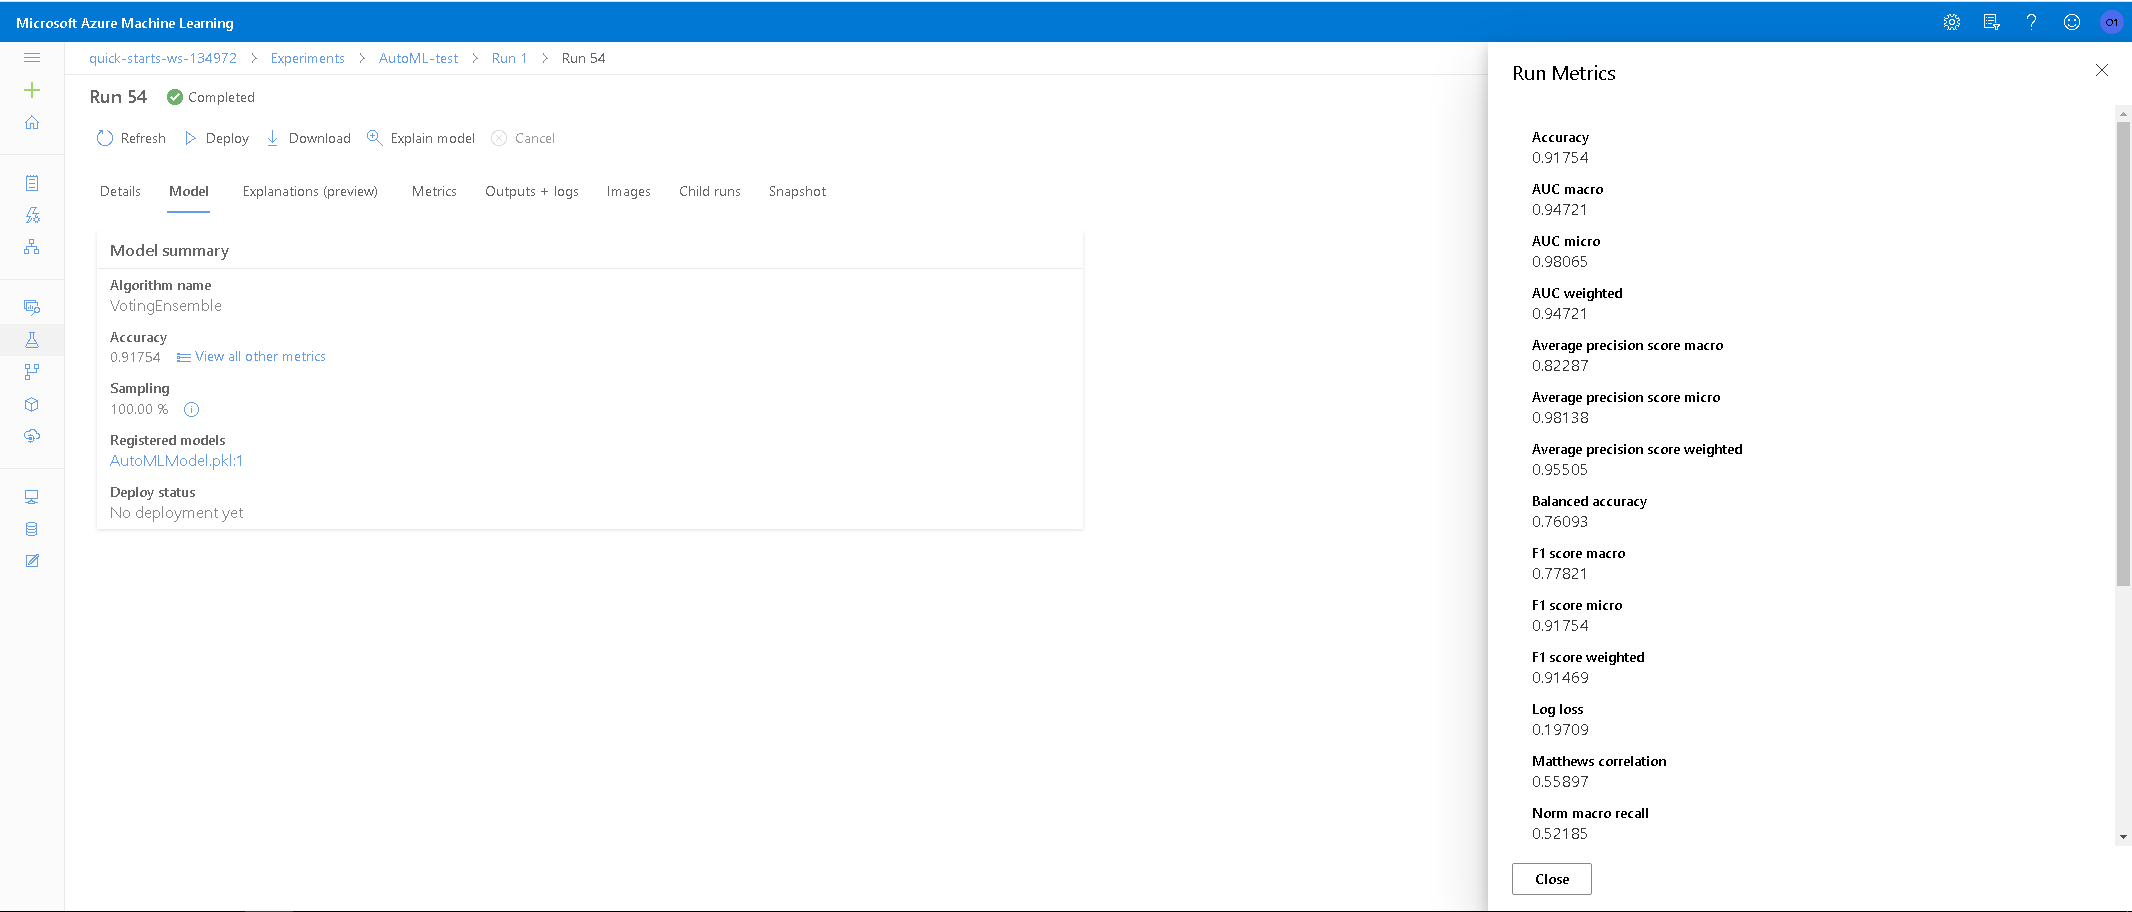 Microsoft Azure Machine Learning
O1
quick-starts-ws-134972 > Experiments > AutoML-test > Run 1 > Run 54
Run 54 Completed
Refresh Deploy Download Explain model Cancel
Details Model Explanations (preview) Metrics Outputs + logs Images Child runs Snapshot
Model summary
Algorithm name
VotingEnsemble
Accuracy
0.91754 View all other metrics
Sampling
100.00 %
Registered models
AutoMLModel.pkl:1
Deploy status
No deployment yet
Run Metrics
Accuracy
0.91754
AUC macro
0.94721
AUC micro
0.98065
AUC weighted
0.94721
Average precision score macro
0.82287
Average precision score micro
0.98138
Average precision score weighted
0.95505
Balanced accuracy
0.76093
F1 score macro
0.77821
F1 score micro
0.91754
F1 score weighted
0.91469
Log loss
0.19709
Matthews correlation
0.55897
Norm macro recall
0.52185
Close